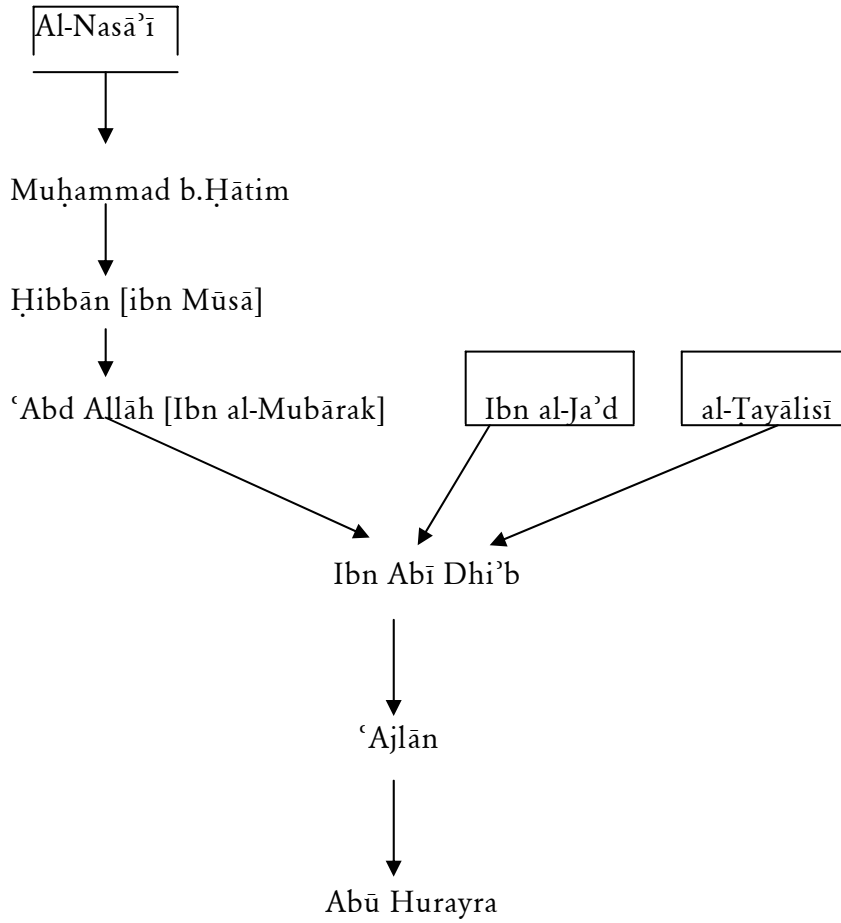 Al-Nasāʾī
Muḥammad b.Ḥātim
Ḥibbān [ibn Mūsā]
ʿAbd Allāh [Ibn al-Mubārak]
Ibn al-Jaʾd
al-Ṭayālisī
Ibn Abī Dhiʾb
ʿAjlān
Abū Hurayra